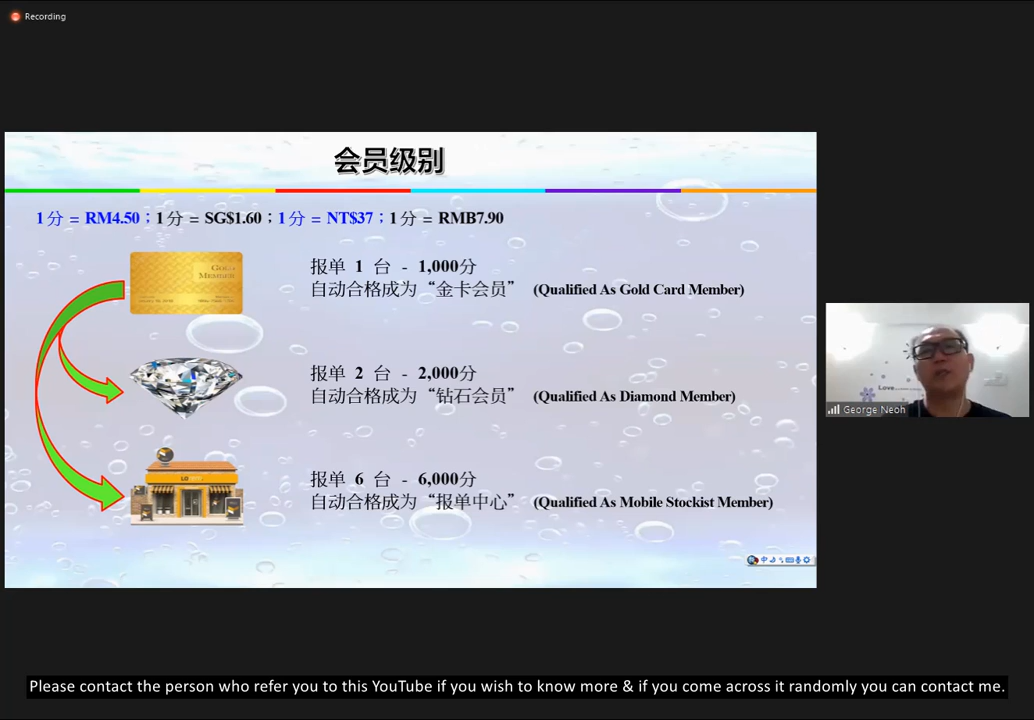 Recording
会员级别
1分 = RM4.50；1分 = SG$1.60；1分 = NT$37；1分 = RMB7.90
GOLD
MEMBER
报单 1 台 - 1,000分
自动合格成为“金卡会员” (Qualified As Gold Card Member)
报单 2 台 - 2,000分
自动合格成为“钻石会员” (Qualified As Diamond Member)
报单 6 台 - 6,000分
自动合格成为“报单中心” (Qualified As Mobile Stockist Member)
Love
George Neoh
中
Please contact the person who refer you to this YouTube if you wish to know more & if you come across it randomly you can contact me.